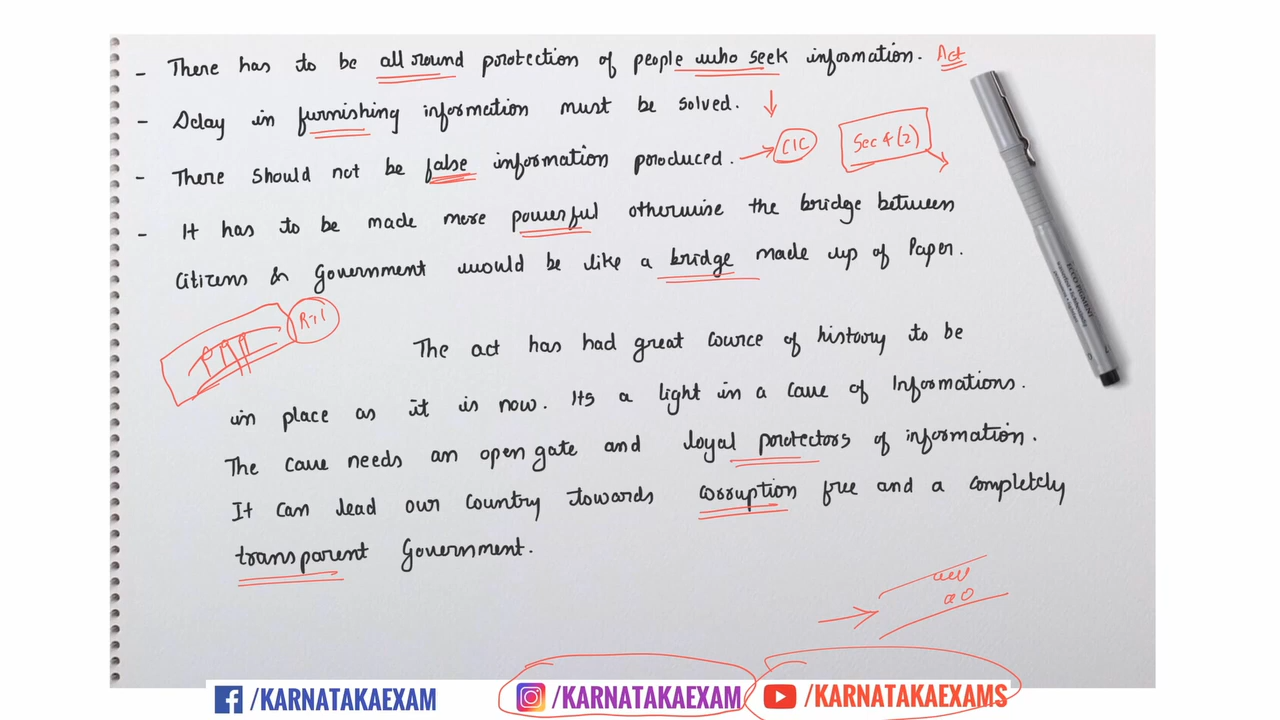 - There has to be all round protection of people who seek information. Act
- Delay in furnishing information must be solved.
- There should not be false information produced. → CIC Sec 4(2)
- It has to be made more powerful otherwise the bridge between
Citizens & Government would be like a bridge made up of Paper.
RTI
The act has had great cource of history to be
in place as it is now. Its a light in a cave of Informations.
The cave needs an open gate and loyal protectors of information.
It can lead our country towards corruption free and a completely
transparent Government.
/KARNATAKAEXAM /KARNATAKAEXAM /KARNATAKAEXAMS